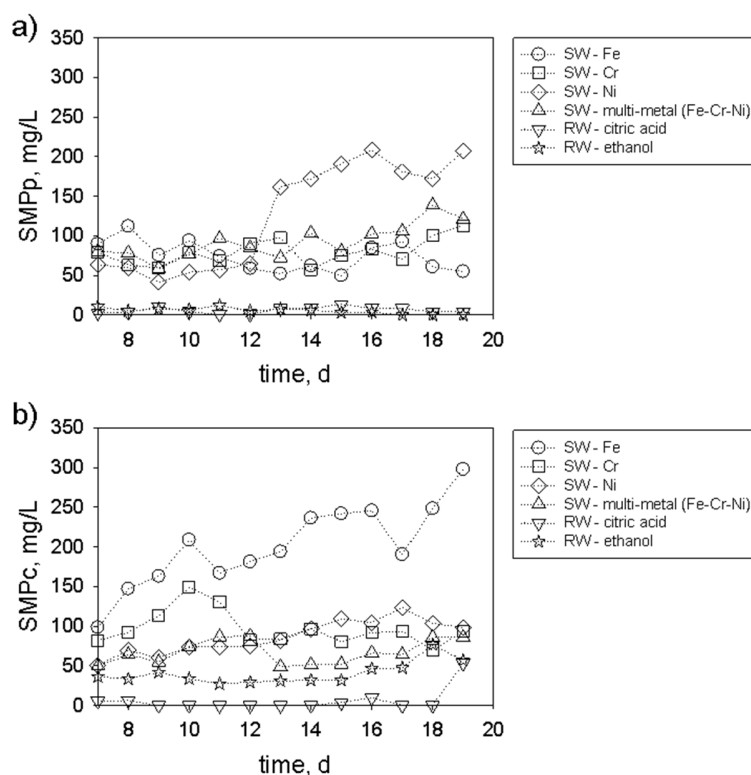 a)
350
300
250
200
150
100
50
0
SMPp, mg/L
8 10 12 14 16 18 20
time, d
SW - Fe
SW - Cr
SW - Ni
SW - multi-metal (Fe-Cr-Ni)
RW - citric acid
RW - ethanol
b)
350
300
250
200
150
100
50
0
SMPc, mg/L
8 10 12 14 16 18 20
time, d
SW - Fe
SW - Cr
SW - Ni
SW - multi-metal (Fe-Cr-Ni)
RW - citric acid
RW - ethanol